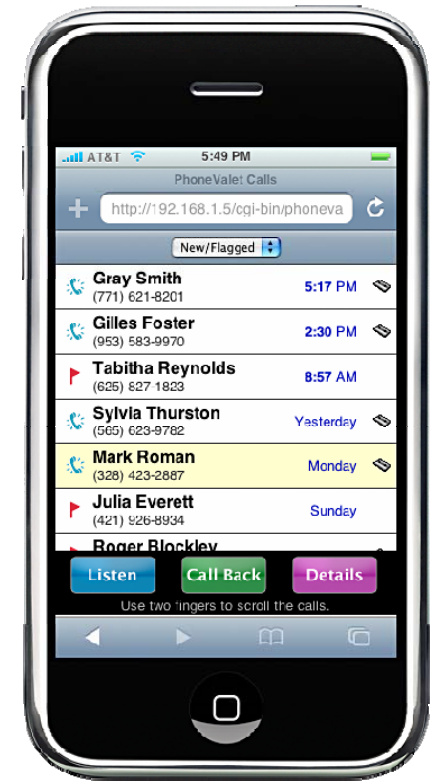 AT&T 5:49 PM
PhoneValet Calls
http://192.168.1.5/cgi-bin/phoneva
New/Flagged
Gray Smith 5:17 PM
(771) 621-8201
Gilles Foster 2:30 PM
(953) 583-9970
Tabitha Reynolds 8:57 AM
(625) 827-1823
Sylvia Thurston Yesterday
(565) 623-9782
Mark Roman Monday
(328) 423-2887
Julia Everett Sunday
(421) 926-8934
Roger Blockley
Listen Call Back Details
Use two fingers to scroll the calls.